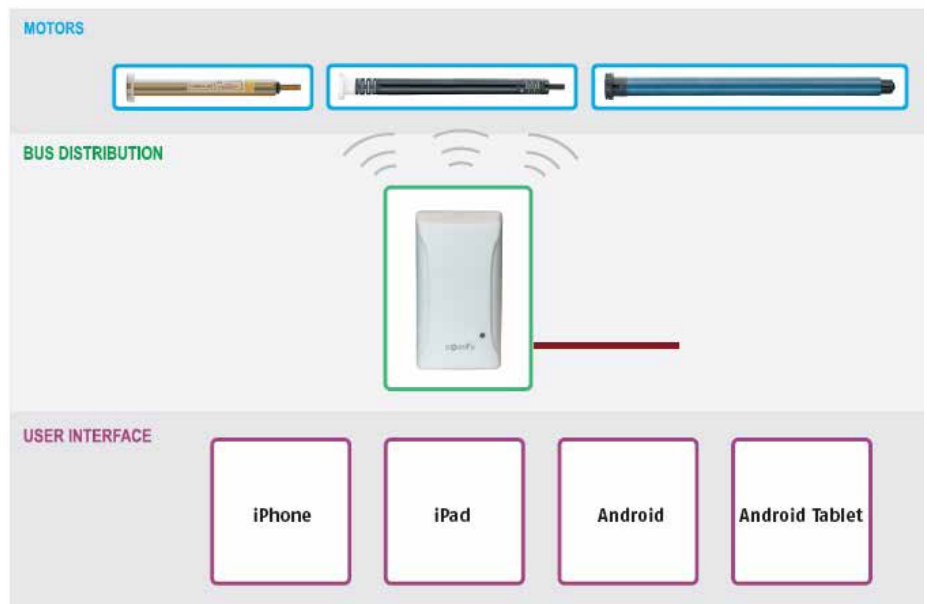 MOTORS
BUS DISTRIBUTION
somfy
USER INTERFACE
iPhone
iPad
Android
Android Tablet